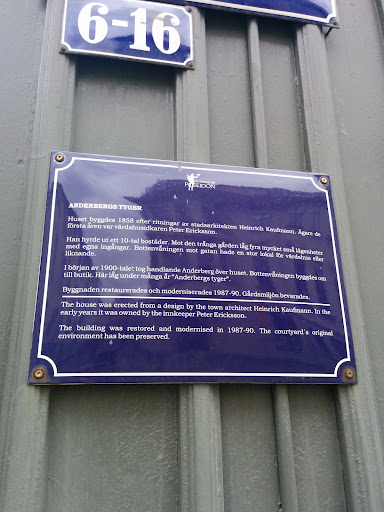 6-16
POSEIDON
ANDERBERGS TYGER
Huset byggdes 1858 efter ritningar av stadsarkitekten Heinrich Kaufmann. Ägare de
första åren var värdshusidkaren Peter Ericksson.
Han hyrde ut ett 10-tal bostäder. Mot den trånga gården låg fyra mycket små lägenheter
med egna ingångar. Bottenvåningen mot gatan hade en stor lokal för värdshus eller
liknande.
I början av 1900-talet tog handlande Anderberg över huset. Bottenvåningen byggdes om
till butik. Här låg under många år "Anderbergs tyger".
Byggnaden restaurerades och moderniserades 1987-90. Gårdsmiljön bevarades.
The house was erected from a design by the town architect Heinrich Kaufmann. In the
early years it was owned by the innkeeper Peter Ericksson.
The building was restored and modernised in 1987-90. The courtyard's original
environment has been preserved.